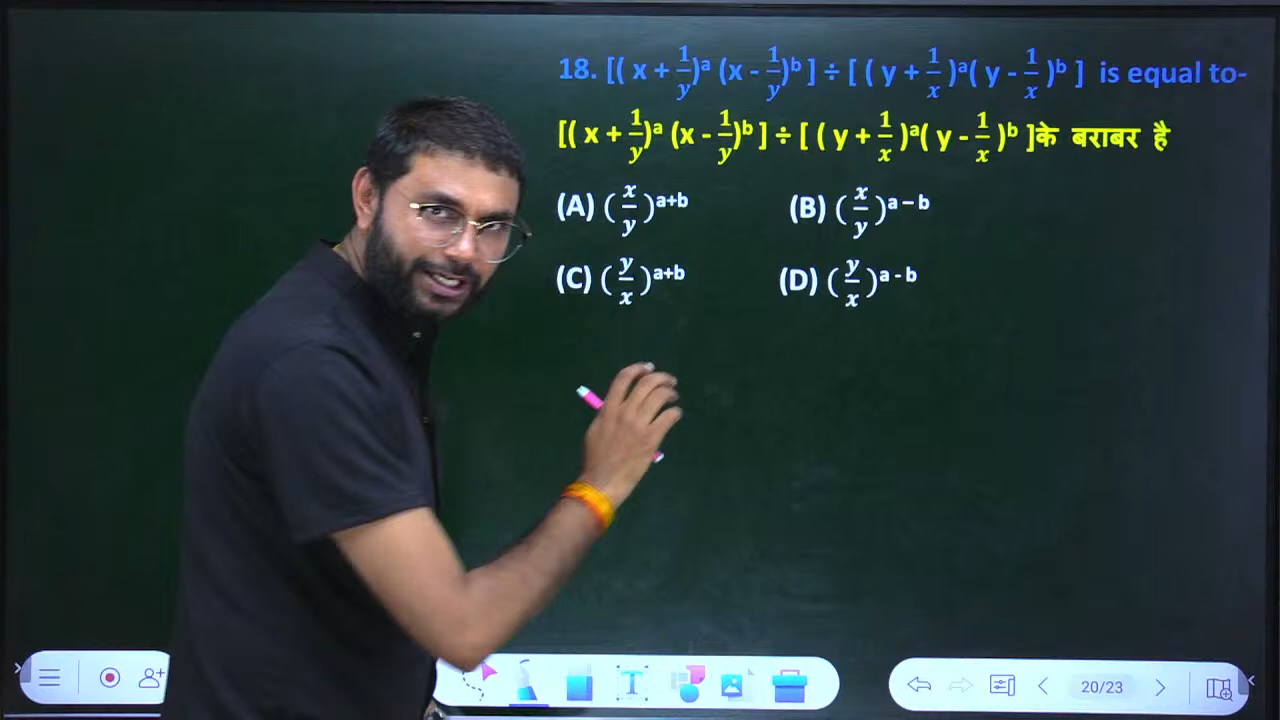 18. [( x + 1/y)ᵃ (x - 1/y)ᵇ ] ÷ [ ( y + 1/x )ᵃ( y - 1/x )ᵇ ] is equal to-
[( x + 1/y)ᵃ (x - 1/y)ᵇ ] ÷ [ ( y + 1/x )ᵃ( y - 1/x )ᵇ ]के बराबर है
(A) (x/y)ᵃ⁺ᵇ (B) (x/y)ᵃ⁻ᵇ
(C) (y/x)ᵃ⁺ᵇ (D) (y/x)ᵃ⁻ᵇ
T
20/23